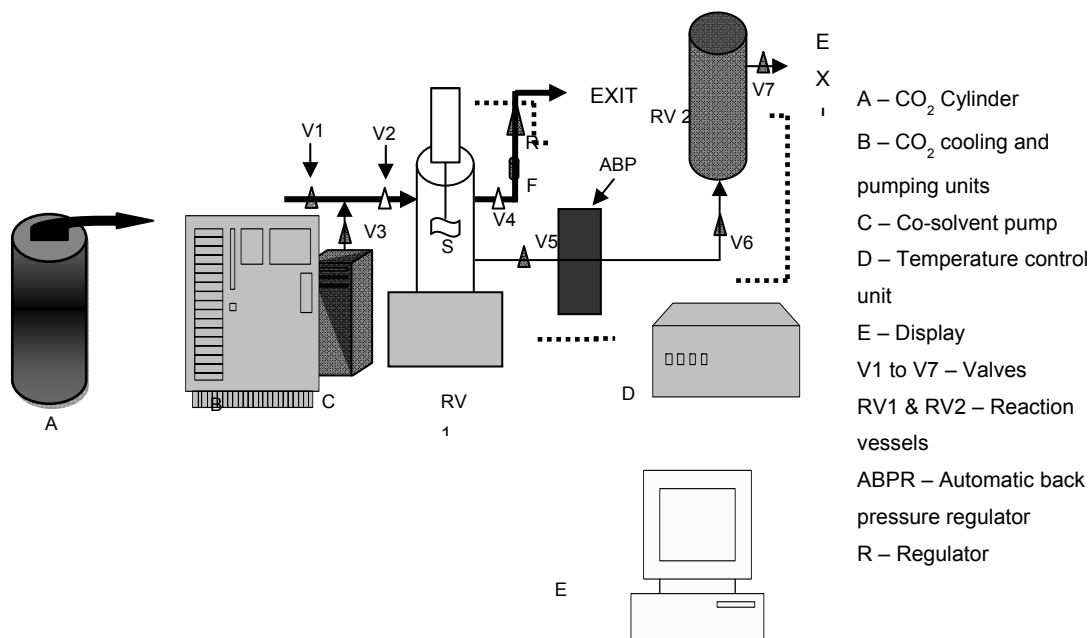 E
X
V7
EXIT
RV 2
V1
V2
R
ABP
F
V4
V3
S
V5
V6
A
B
C
RV
D
E
A – CO2 Cylinder
B – CO2 cooling and
pumping units
C – Co-solvent pump
D – Temperature control
unit
E – Display
V1 to V7 – Valves
RV1 & RV2 – Reaction
vessels
ABPR – Automatic back
pressure regulator
R – Regulator